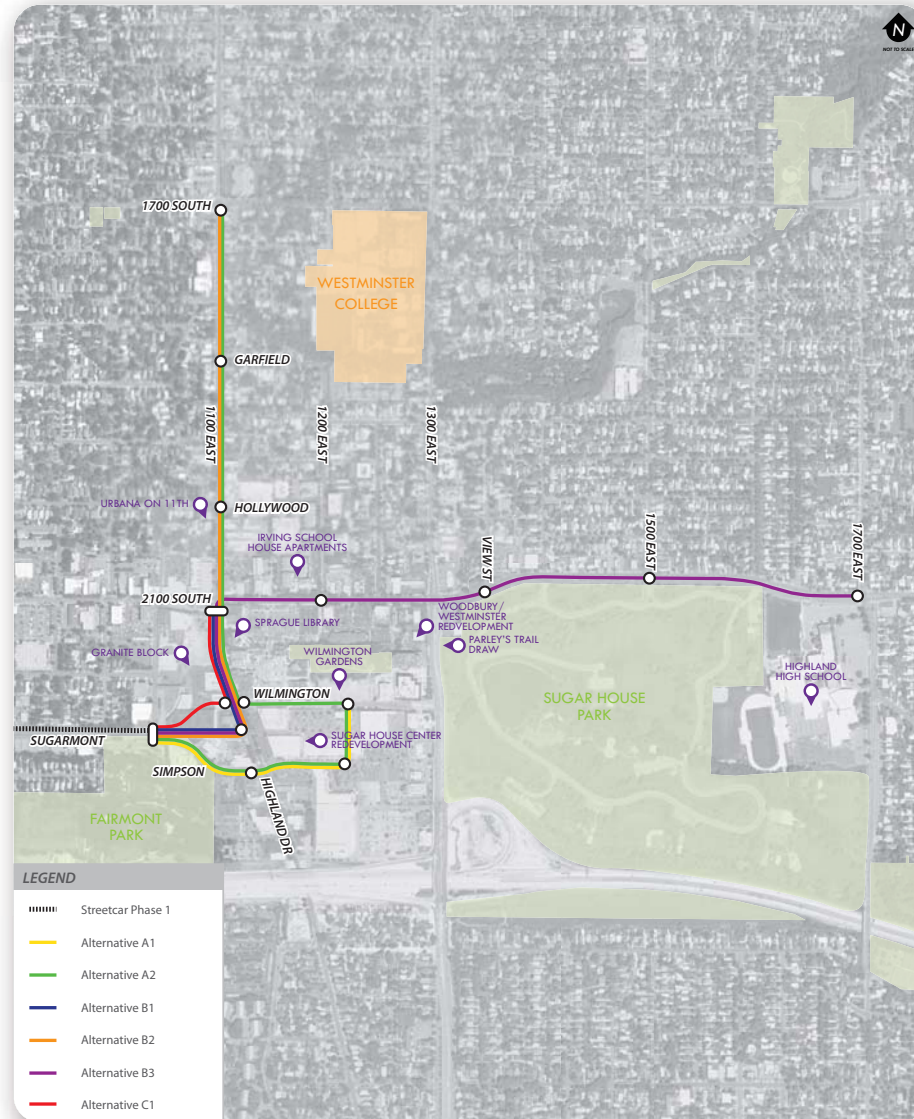 N
NOT TO SCALE
1700 SOUTH
WESTMINSTER
COLLEGE
GARFIELD
1100 EAST
1200 EAST
1300 EAST
URBANA ON 11TH
HOLLYWOOD
IRVING SCHOOL
HOUSE APARTMENTS
VIEW ST
1500 EAST
1700 EAST
2100 SOUTH
SPRAGUE LIBRARY
WOODBURY/
WESTMINSTER
REDVELOPMENT
PARLEY'S TRAIL
DRAW
GRANITE BLOCK
WILMINGTON
GARDENS
HIGHLAND
HIGH SCHOOL
WILMINGTON
SUGAR HOUSE
PARK
SUGARMONT
SUGAR HOUSE CENTER
REDEVELOPMENT
SIMPSON
HIGHLAND DR
FAIRMONT
PARK
LEGEND
Streetcar Phase 1
Alternative A1
Alternative A2
Alternative B1
Alternative B2
Alternative B3
Alternative C1